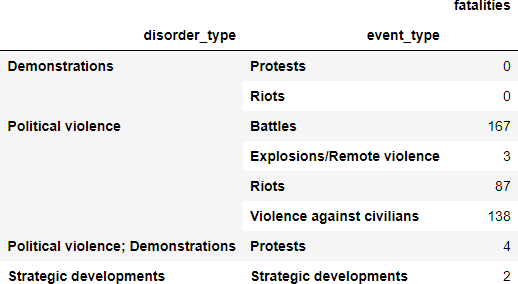 fatalities
disorder_type event_type
Demonstrations Protests 0
Riots 0
Political violence Battles 167
Explosions/Remote violence 3
Riots 87
Violence against civilians 138
Political violence; Demonstrations Protests 4
Strategic developments Strategic developments 2